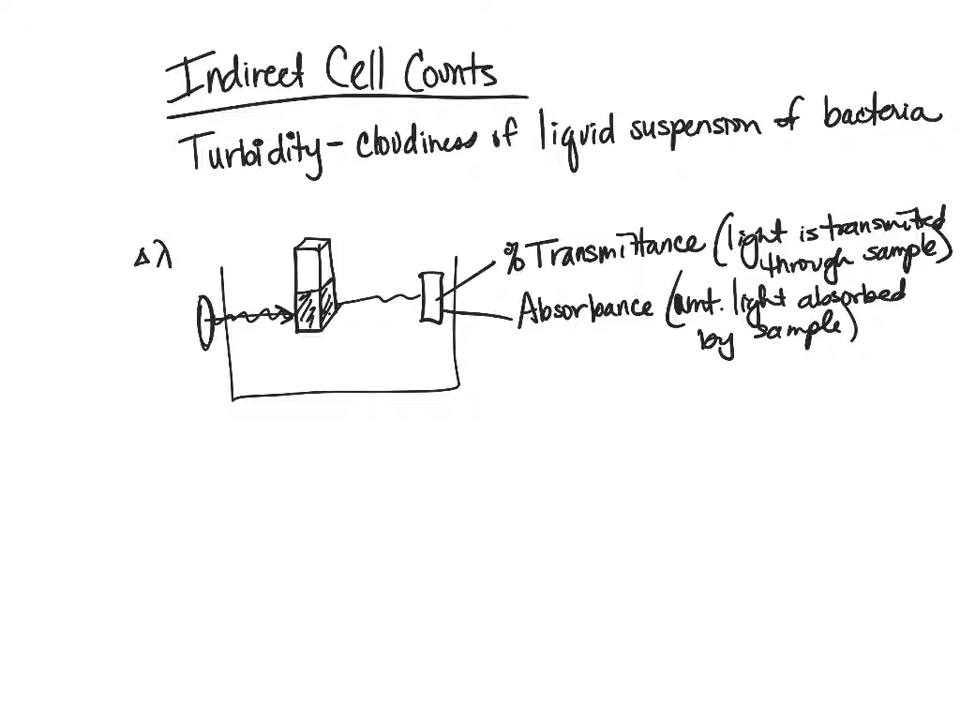 Indirect Cell Counts
Turbidity - cloudiness of liquid suspension of bacteria
Δλ
% Transmittance (light is transmitted
through sample)
Absorbance (amt. light absorbed
by sample)